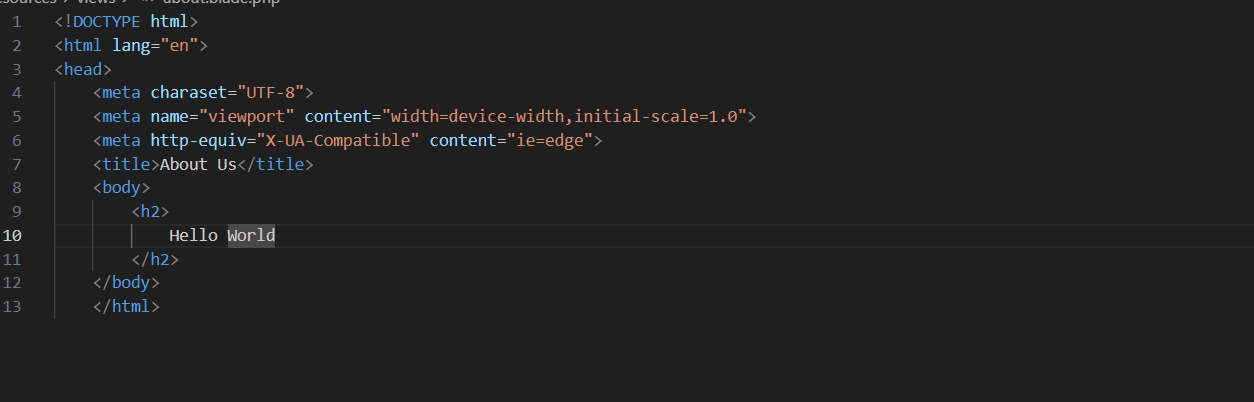 esources > views > about.blade.php
1 <!DOCTYPE html>
2 <html lang="en">
3 <head>
4 <meta charaset="UTF-8">
5 <meta name="viewport" content="width=device-width,initial-scale=1.0">
6 <meta http-equiv="X-UA-Compatible" content="ie=edge">
7 <title>About Us</title>
8 <body>
9 <h2>
10 Hello World
11 </h2>
12 </body>
13 </html>